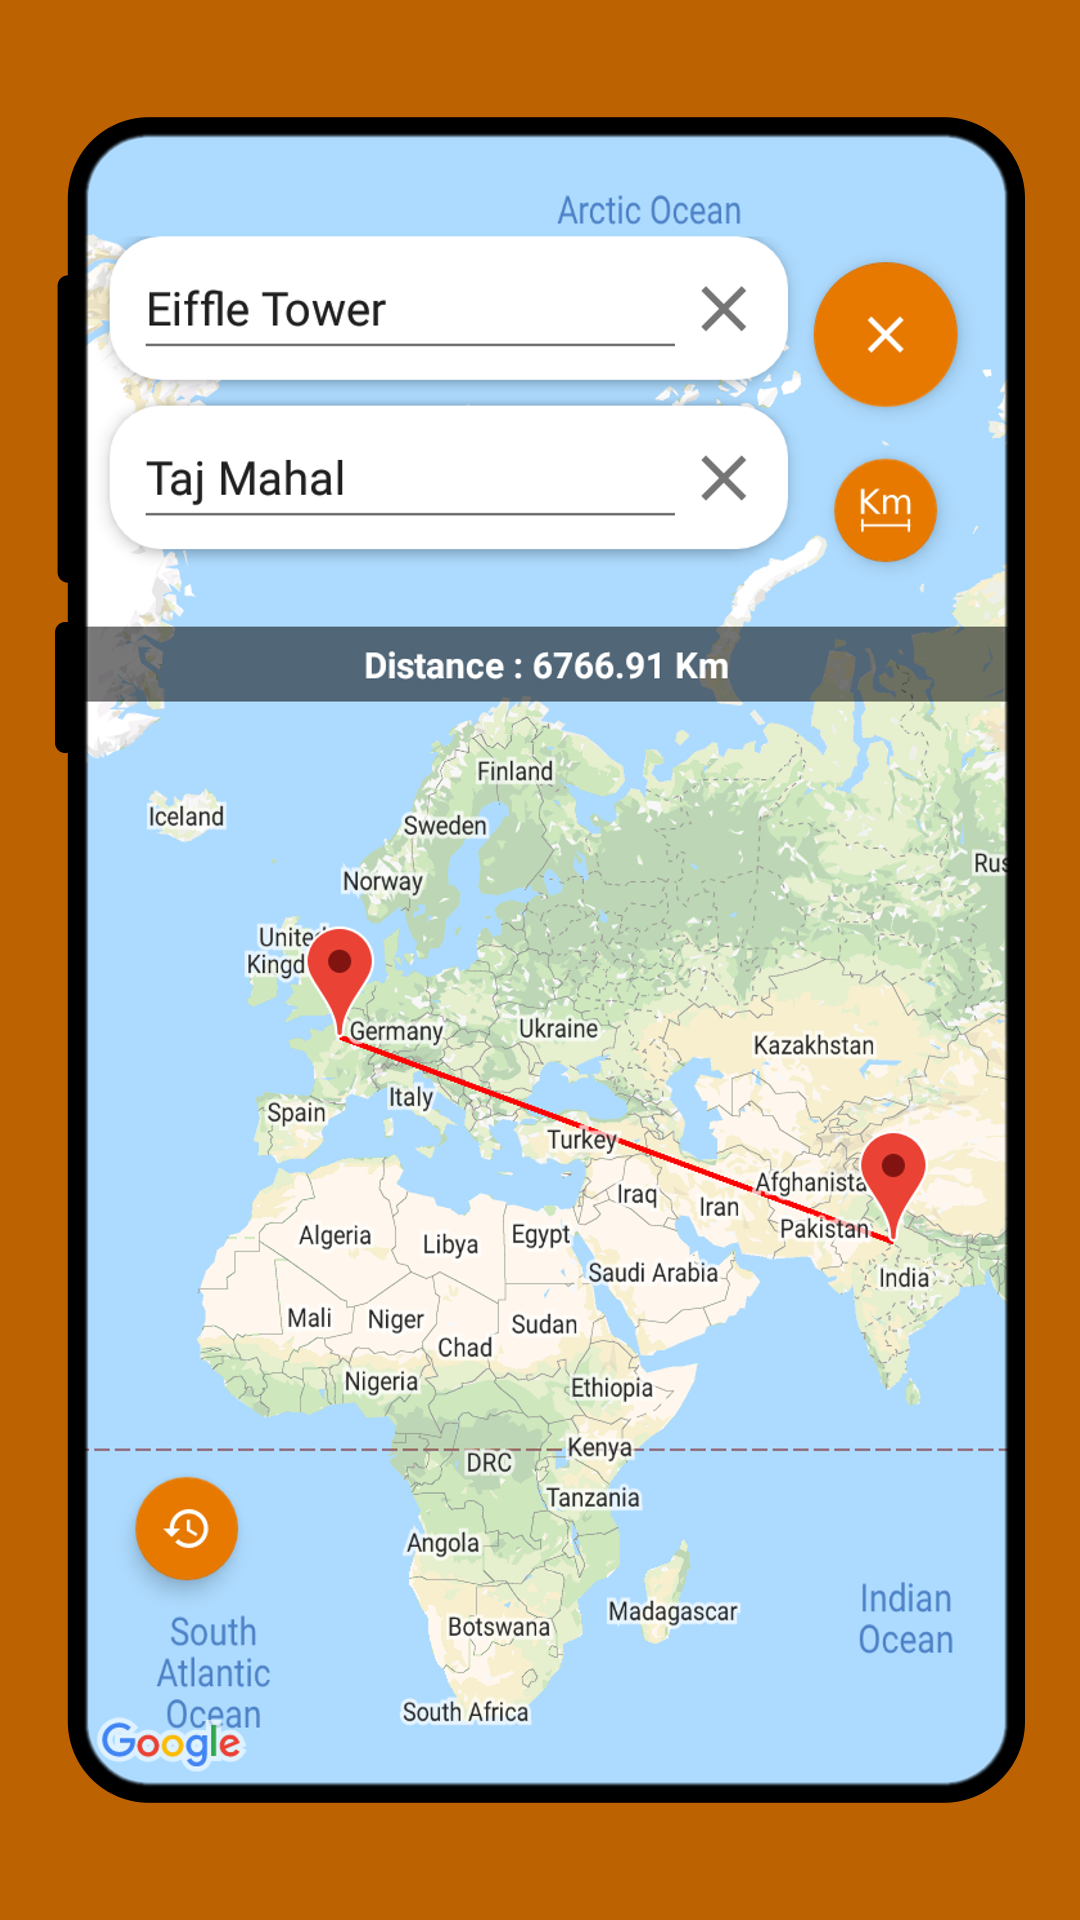 Arctic Ocean
Eiffle Tower
Taj Mahal
Km
Distance : 6766.91 Km
Finland
Iceland
Sweden
Norway
Rus
Unite
Kingd
Germany
Ukraine
Kazakhstan
Italy
Spain
Turkey
Afghanista
Iraq
Iran
Pakistan
Algeria
Libya
Egypt
Saudi Arabia
India
Mali
Niger
Sudan
Chad
Nigeria
Ethiopia
Kenya
DRC
Tanzania
Angola
Madagascar
Botswana
Indian
Ocean
South
Atlantic
Ocean
South Africa
Google